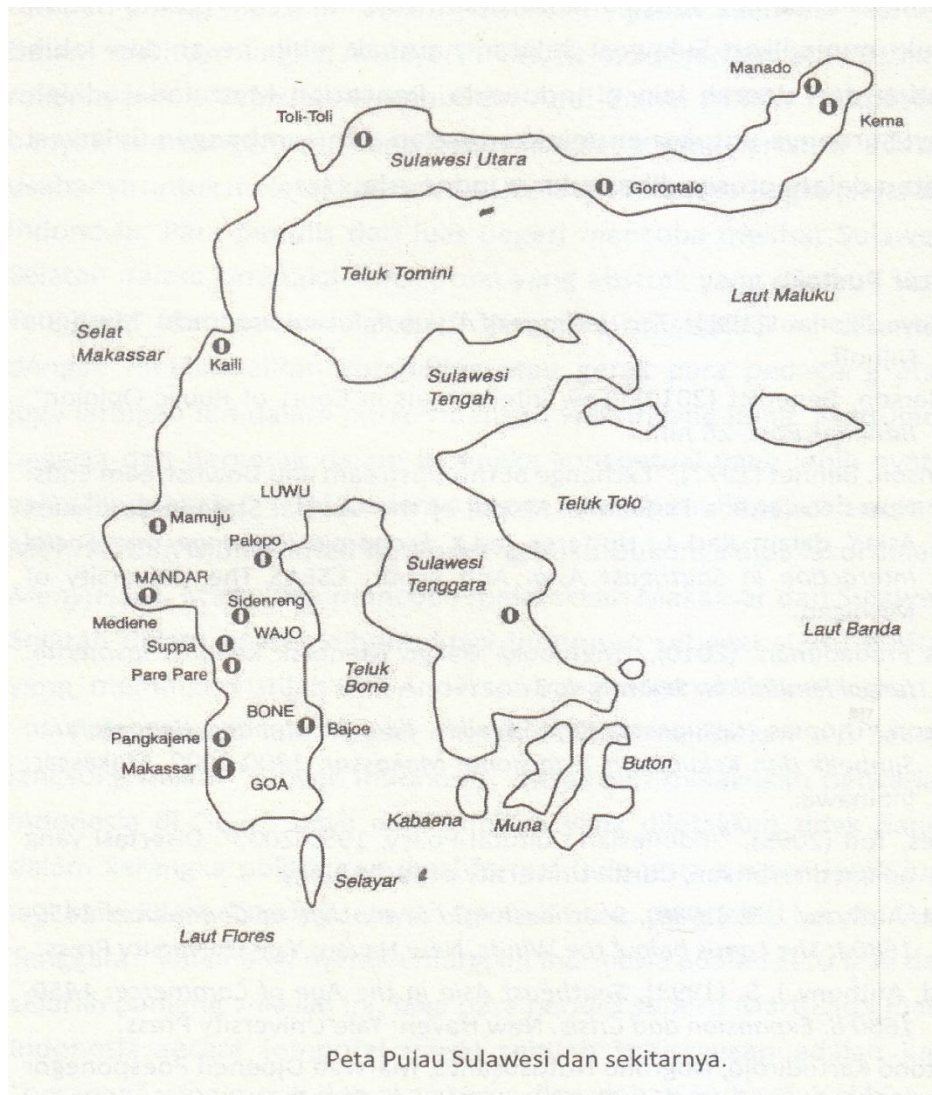 Manado
Kema
Toli-Toli
Sulawesi Utara
Gorontalo
Teluk Tomini
Laut Maluku
Selat
Makassar
Kaili
Sulawesi
Tengah
LUWU
Teluk Tolo
Mamuju
Palopo
Sulawesi
Tenggara
MANDAR
Mediene
Sidenreng
WAJO
Suppa
Pare Pare
Laut Banda
Teluk
Bone
BONE
Bajoe
Pangkajene
Makassar
GOA
Buton
Kabaena
Muna
Selayar
Laut Flores
Peta Pulau Sulawesi dan sekitarnya.